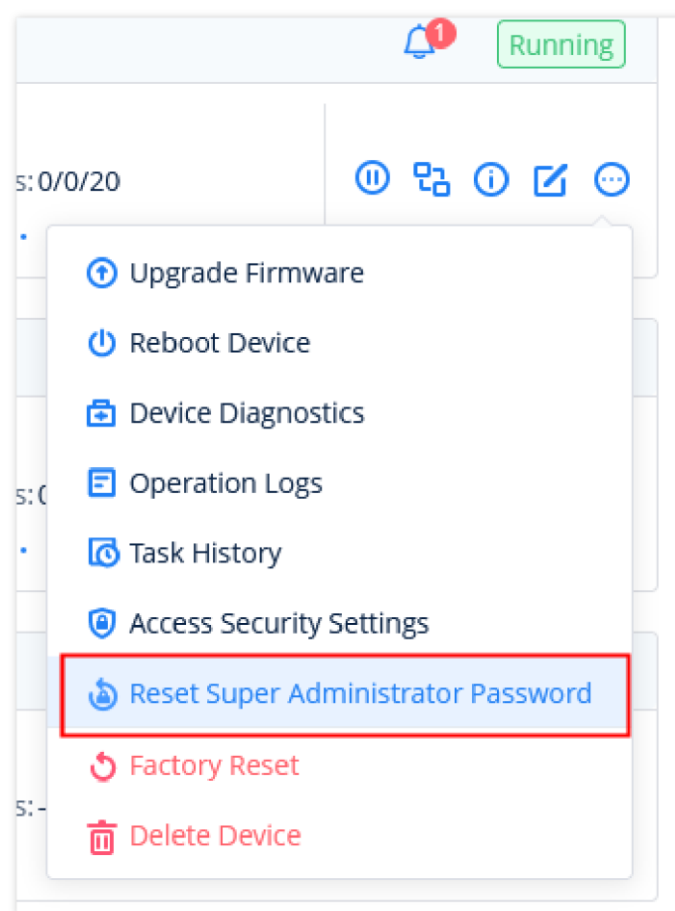 1
Running
s: 0/0/20
Upgrade Firmware
Reboot Device
Device Diagnostics
Operation Logs
s:
Task History
Access Security Settings
Reset Super Administrator Password
Factory Reset
s: -
Delete Device